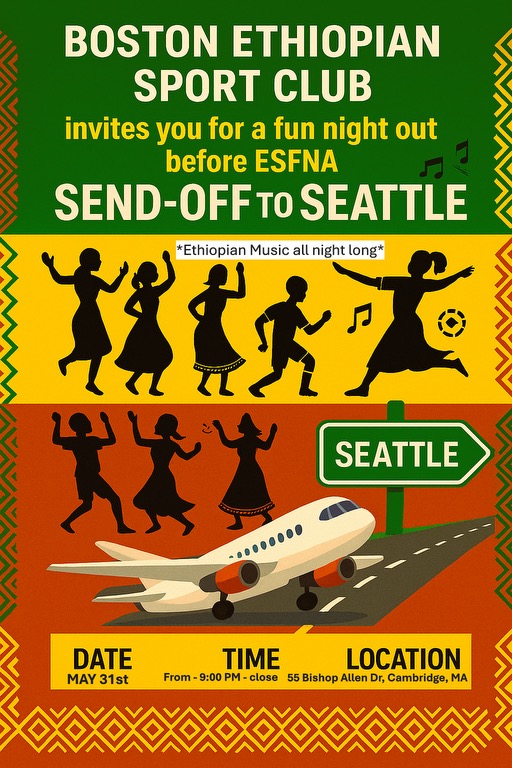 BOSTON ETHIOPIAN
SPORT CLUB
invites you for a fun night out
before ESFNA
SEND-OFF TO SEATTLE
*Ethiopian Music all night long*
SEATTLE
DATE
MAY 31st
TIME
From - 9:00 PM - close
LOCATION
55 Bishop Allen Dr, Cambridge, MA